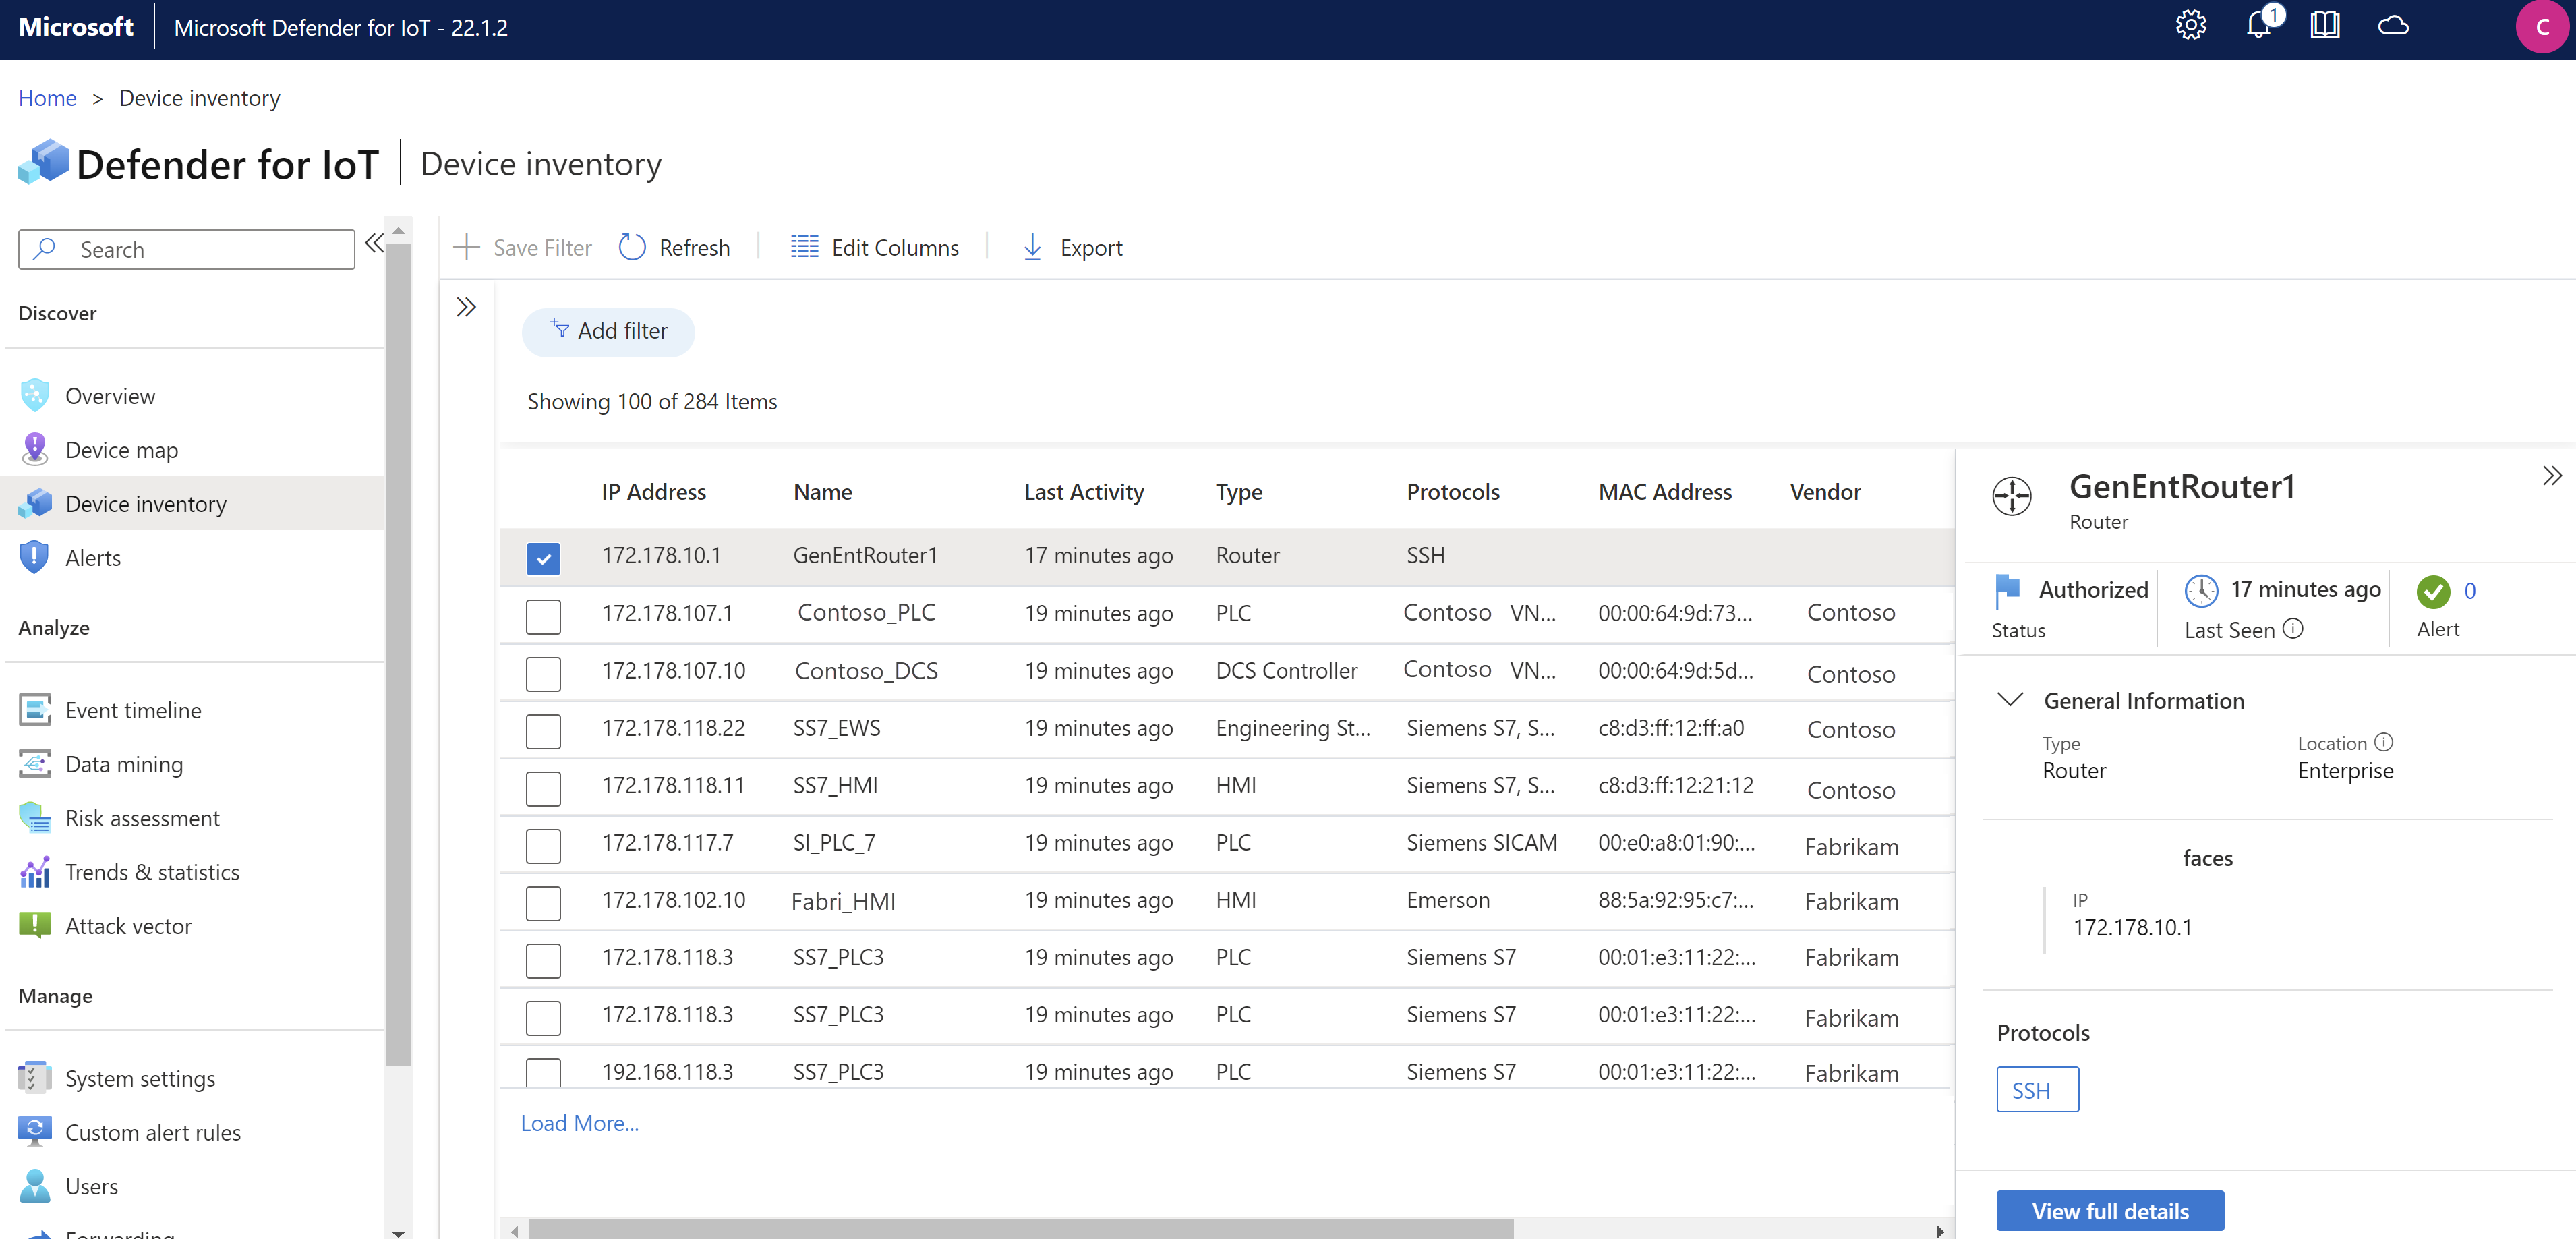 Microsoft Microsoft Defender for IoT - 22.1.2 1 C
Home > Device inventory
Defender for IoT Device inventory
Search
Save Filter Refresh Edit Columns Export
Discover
Overview
Device map
Device inventory
Alerts
Analyze
Event timeline
Data mining
Risk assessment
Trends & statistics
Attack vector
Manage
System settings
Custom alert rules
Users
Forwarding
Add filter
Showing 100 of 284 Items
IP Address Name Last Activity Type Protocols MAC Address Vendor
172.178.10.1 GenEntRouter1 17 minutes ago Router SSH
172.178.107.1 Contoso_PLC 19 minutes ago PLC Contoso VN... 00:00:64:9d:73... Contoso
172.178.107.10 Contoso_DCS 19 minutes ago DCS Controller Contoso VN... 00:00:64:9d:5d... Contoso
172.178.118.22 SS7_EWS 19 minutes ago Engineering St... Siemens S7, S... c8:d3:ff:12:ff:a0 Contoso
172.178.118.11 SS7_HMI 19 minutes ago HMI Siemens S7, S... c8:d3:ff:12:21:12 Contoso
172.178.117.7 SI_PLC_7 19 minutes ago PLC Siemens SICAM 00:e0:a8:01:90:... Fabrikam
172.178.102.10 Fabri_HMI 19 minutes ago HMI Emerson 88:5a:92:95:c7:... Fabrikam
172.178.118.3 SS7_PLC3 19 minutes ago PLC Siemens S7 00:01:e3:11:22:... Fabrikam
172.178.118.3 SS7_PLC3 19 minutes ago PLC Siemens S7 00:01:e3:11:22:... Fabrikam
192.168.118.3 SS7_PLC3 19 minutes ago PLC Siemens S7 00:01:e3:11:22:... Fabrikam
Load More...
GenEntRouter1
Router
Authorized 17 minutes ago 0
Status Last Seen Alert
General Information
Type Location
Router Enterprise
faces
IP
172.178.10.1
Protocols
SSH
View full details